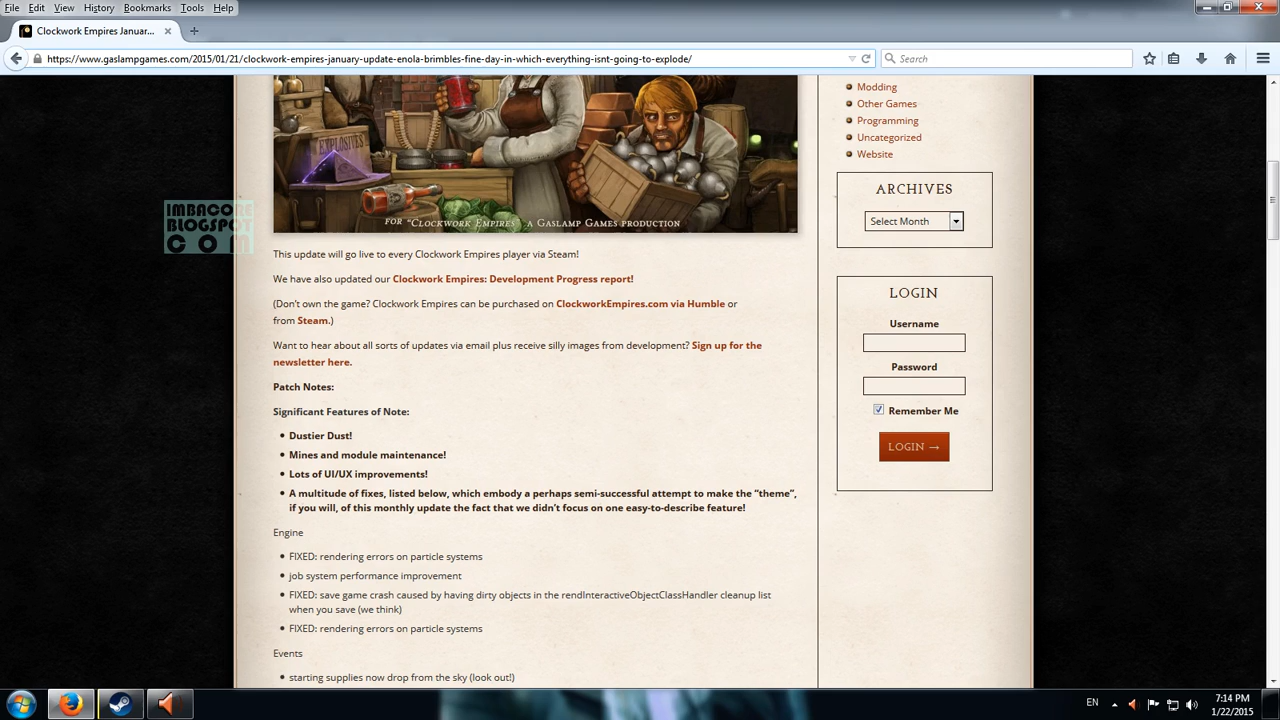 File Edit View History Bookmarks Tools Help
Clockwork Empires Januar...
https://www.gaslampgames.com/2015/01/21/clockwork-empires-january-update-enola-brimbles-fine-day-in-which-everything-isnt-going-to-explode/
Search
EXPLOSIVES
FOR "CLOCKWORK EMPIRES" A GASLAMP GAMES PRODUCTION
IMBACORE
BLOGSPOT
COM
This update will go live to every Clockwork Empires player via Steam!
We have also updated our Clockwork Empires: Development Progress report!
(Don't own the game? Clockwork Empires can be purchased on ClockworkEmpires.com via Humble or
from Steam.)
Want to hear about all sorts of updates via email plus receive silly images from development? Sign up for the
newsletter here.
Patch Notes:
Significant Features of Note:
• Dustier Dust!
• Mines and module maintenance!
• Lots of UI/UX improvements!
• A multitude of fixes, listed below, which embody a perhaps semi-successful attempt to make the "theme",
if you will, of this monthly update the fact that we didn't focus on one easy-to-describe feature!
Engine
• FIXED: rendering errors on particle systems
• job system performance improvement
• FIXED: save game crash caused by having dirty objects in the rendInteractiveObjectClassHandler cleanup list
when you save (we think)
• FIXED: rendering errors on particle systems
Events
• starting supplies now drop from the sky (look out!)
Modding
Other Games
Programming
Uncategorized
Website
ARCHIVES
Select Month
LOGIN
Username
Password
Remember Me
LOGIN →
EN
7:14 PM
1/22/2015